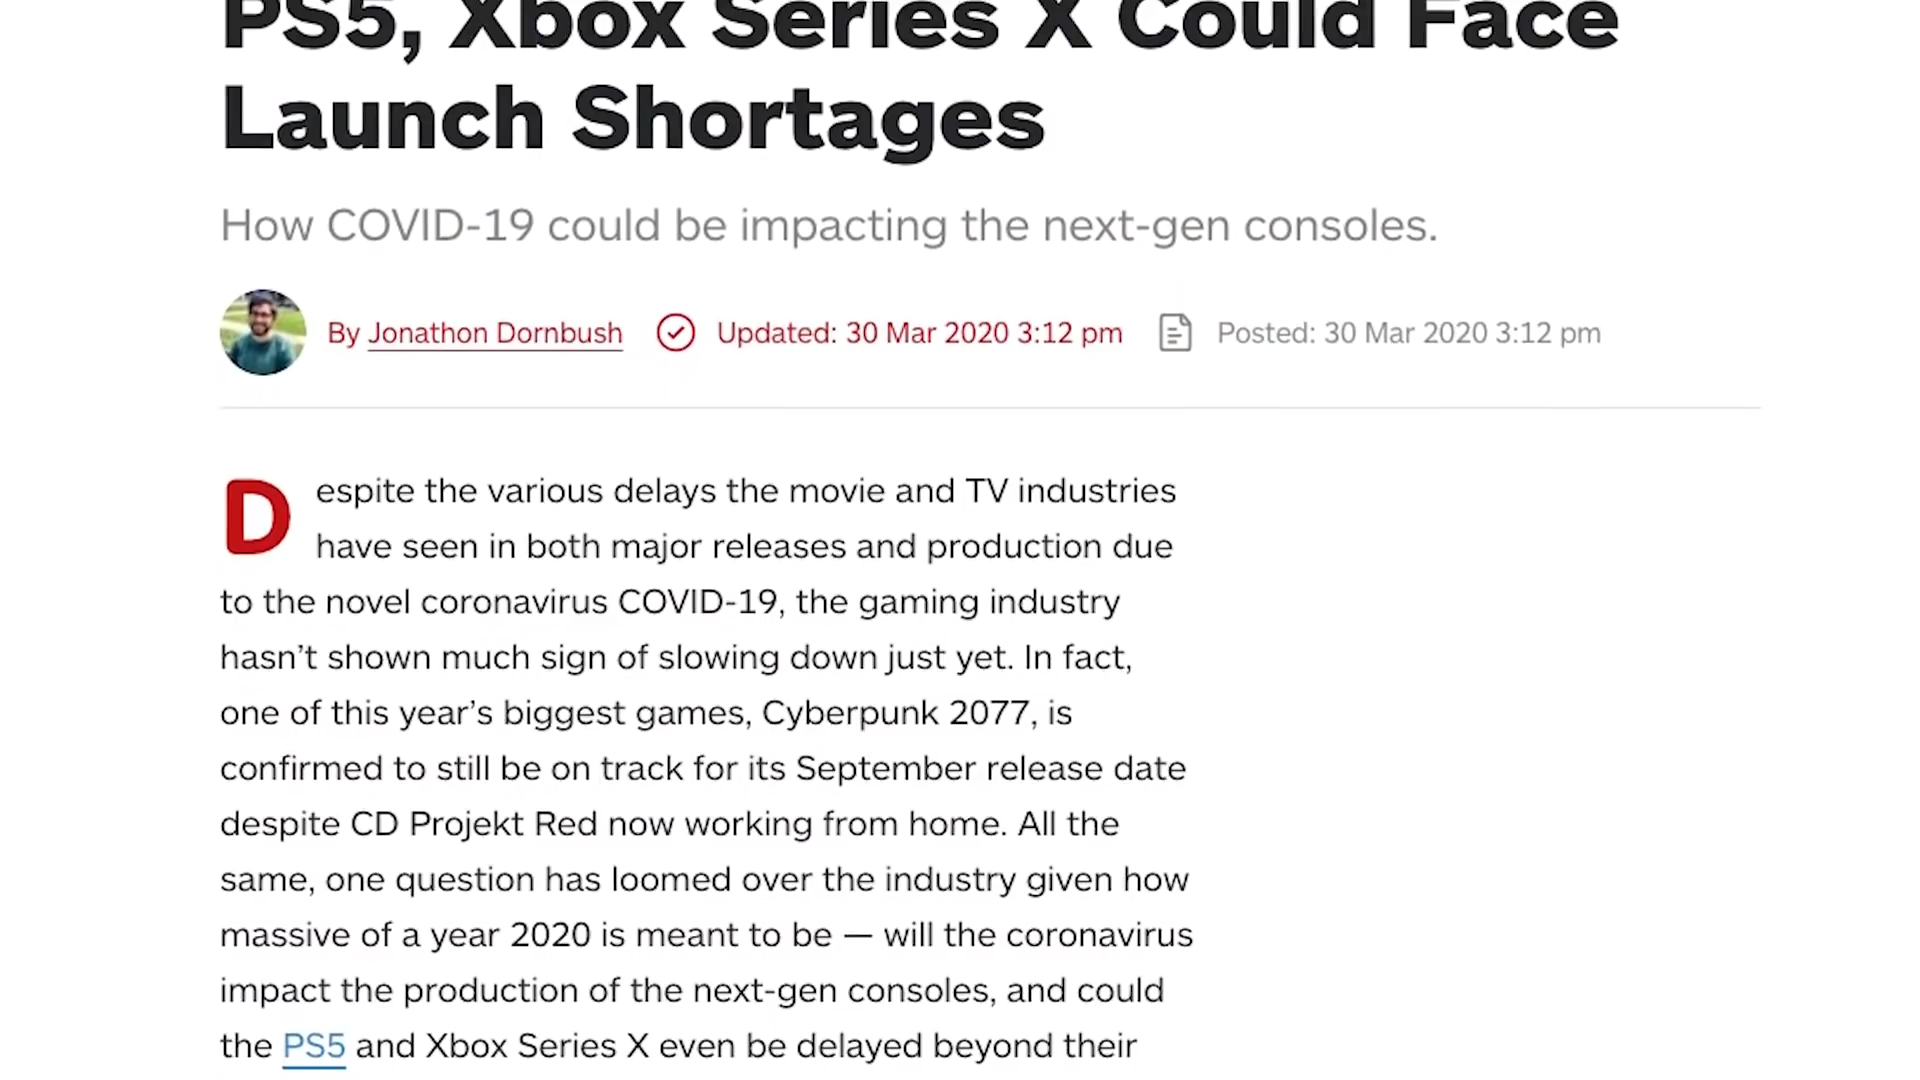 PS5, Xbox Series X Could Face
Launch Shortages
How COVID-19 could be impacting the next-gen consoles.
By Jonathon Dornbush Updated: 30 Mar 2020 3:12 pm Posted: 30 Mar 2020 3:12 pm
Despite the various delays the movie and TV industries
have seen in both major releases and production due
to the novel coronavirus COVID-19, the gaming industry
hasn’t shown much sign of slowing down just yet. In fact,
one of this year’s biggest games, Cyberpunk 2077, is
confirmed to still be on track for its September release date
despite CD Projekt Red now working from home. All the
same, one question has loomed over the industry given how
massive of a year 2020 is meant to be — will the coronavirus
impact the production of the next-gen consoles, and could
the PS5 and Xbox Series X even be delayed beyond their